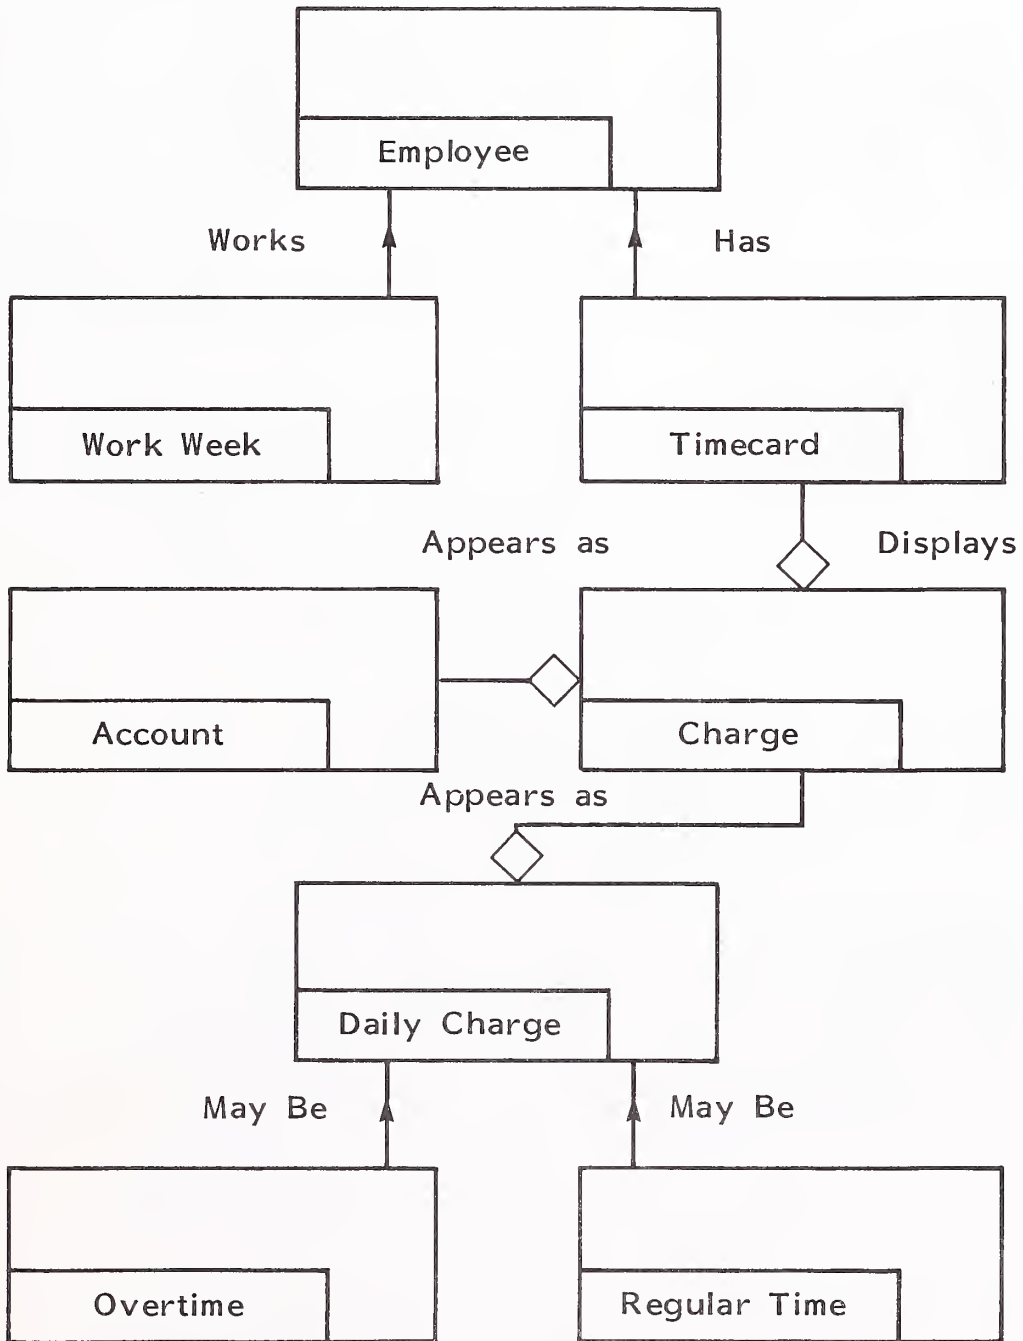 Employee
Works
Has
Work Week
Timecard
Appears as
Displays
Account
Charge
Appears as
Daily Charge
May Be
May Be
Overtime
Regular Time